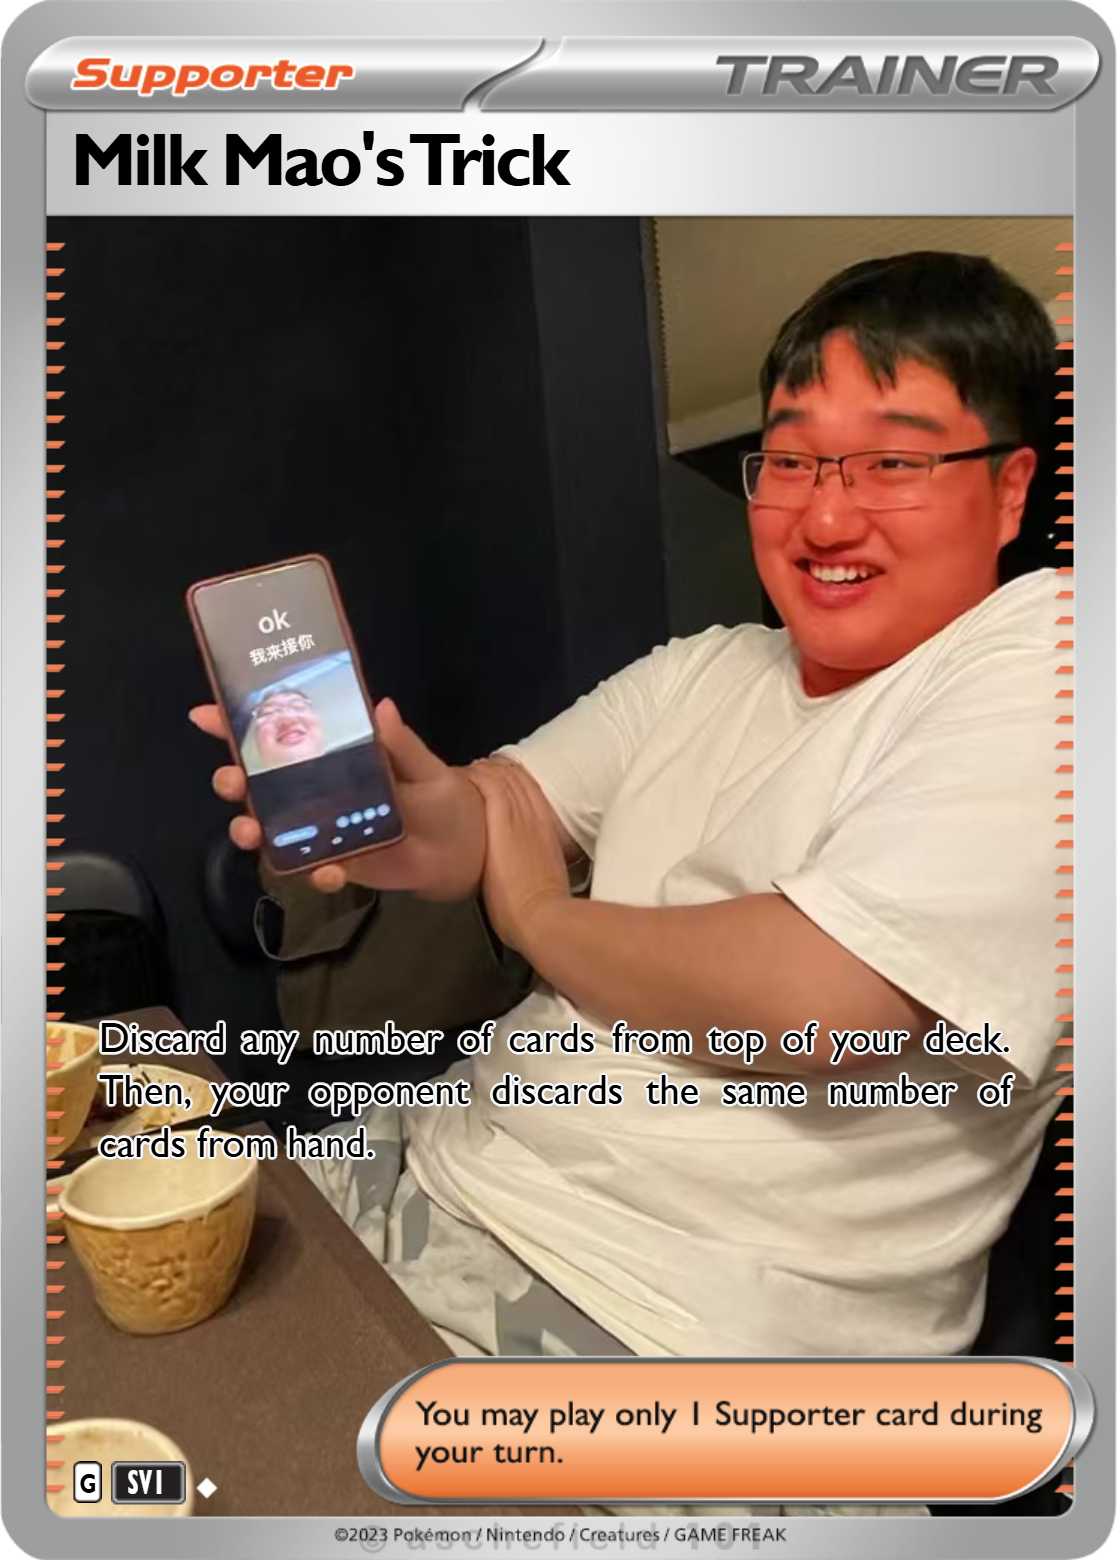 Supporter
TRAINER
Milk Mao's Trick
ok
我来接你
Discard any number of cards from top of your deck.
Then, your opponent discards the same number of
cards from hand.
You may play only 1 Supporter card during
your turn.
G SVI
©2023 Pokémon / Nintendo / Creatures / GAME FREAK